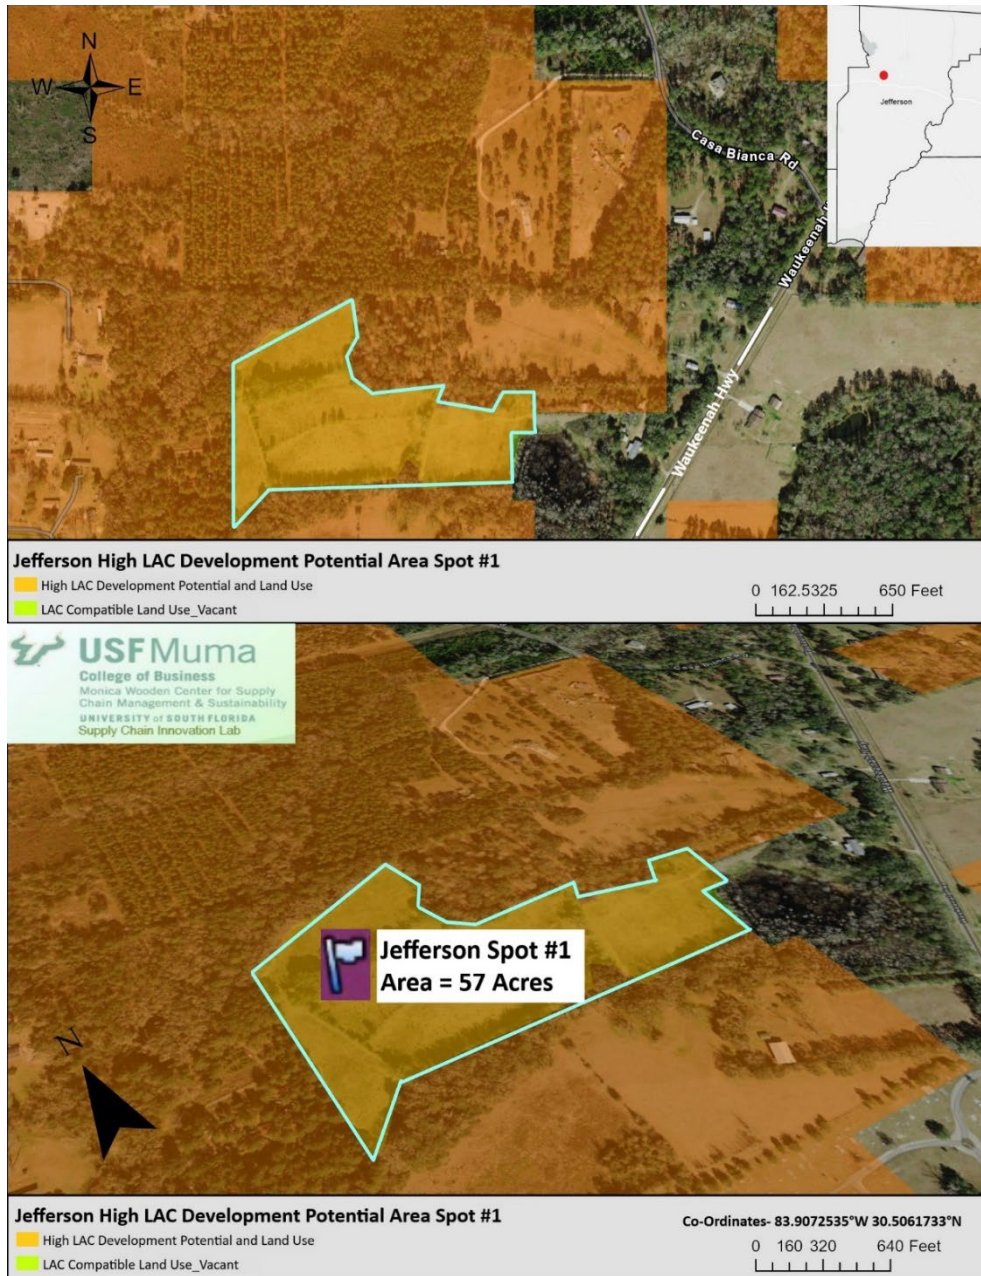 N
W E
S
Casa Bianca Rd
Waukeenah
Waukeenah Hwy
Jefferson
Jefferson High LAC Development Potential Area Spot #1
High LAC Development Potential and Land Use
LAC Compatible Land Use_Vacant
0 162.5325 650 Feet
USF Muma
College of Business
Monica Wooden Center for Supply
Chain Management & Sustainability
UNIVERSITY of SOUTH FLORIDA
Supply Chain Innovation Lab
Jefferson Spot #1
Area = 57 Acres
N
Jefferson High LAC Development Potential Area Spot #1
High LAC Development Potential and Land Use
LAC Compatible Land Use_Vacant
Co-Ordinates- 83.9072535°W 30.5061733°N
0 160 320 640 Feet